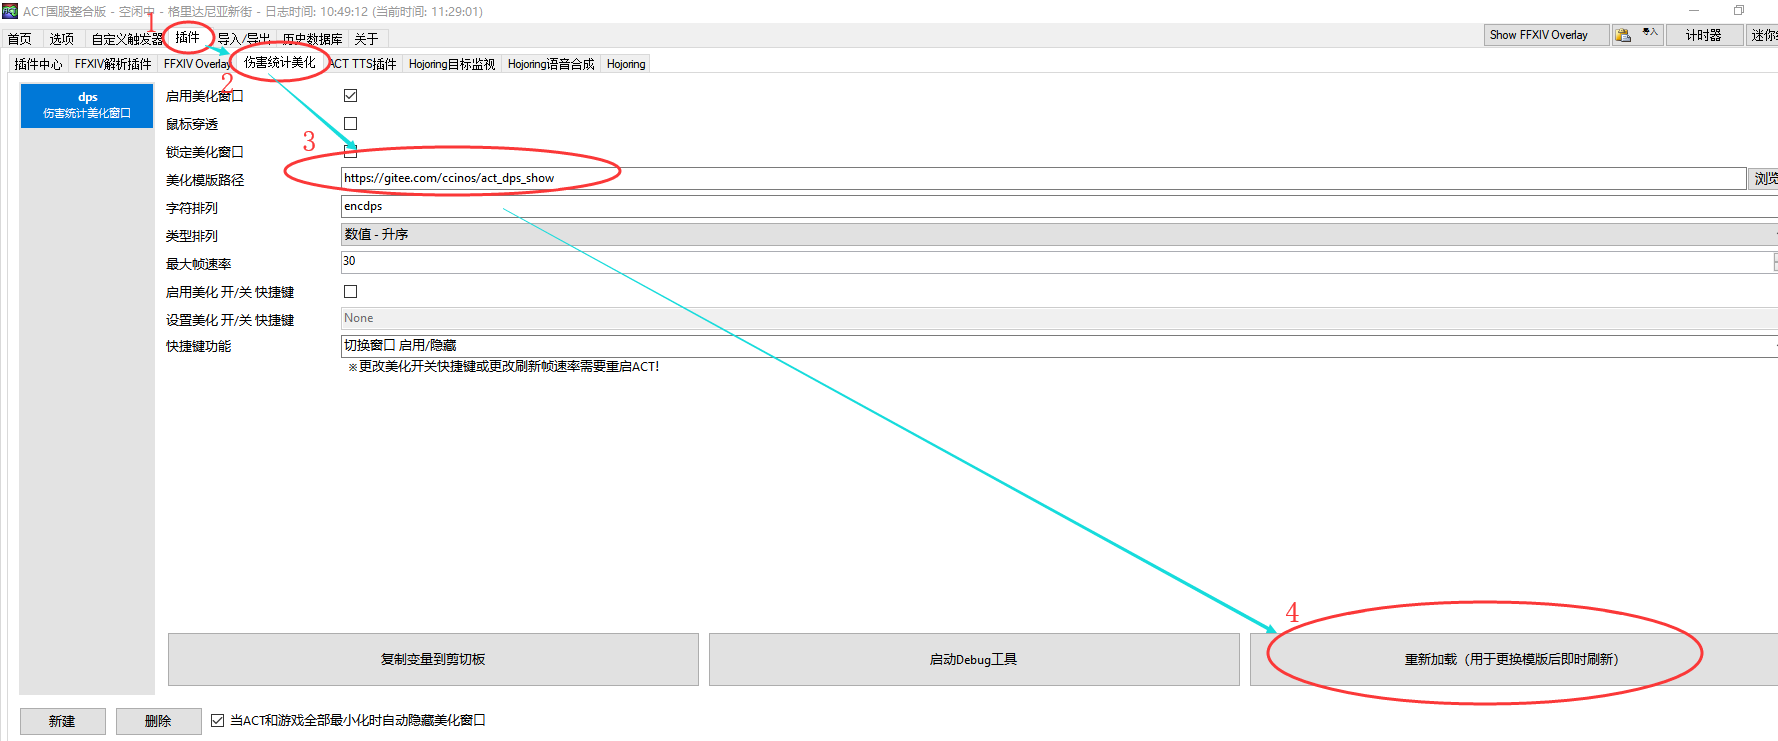 ACT国服整合版 - 空闲中 - 格里达尼亚新街 - 日志时间: 10:49:12 (当前时间: 11:29:01)
1
首页 选项 自定义触发器 插件 导入/导出 历史数据库 关于
Show FFXIV Overlay 导入 计时器
插件中心 FFXIV解析插件 FFXIV Overlay 伤害统计美化 ACT TTS插件 Hojoring目标监视 Hojoring语音合成 Hojoring
2
dps
伤害统计美化窗口
启用美化窗口
鼠标穿透
3
锁定美化窗口
美化模版路径 https://gitee.com/ccinos/act_dps_show 浏览
字符排列 encdps
类型排列 数值 - 升序
最大帧速率 30
启用美化 开/关 快捷键
设置美化 开/关 快捷键 None
快捷键功能 切换窗口 启用/隐藏
※更改美化开关快捷键或更改刷新帧速率需要重启ACT!
4
复制变量到剪切板 启动Debug工具 重新加载（用于更换模版后即时刷新）
新建 删除 当ACT和游戏全部最小化时自动隐藏美化窗口